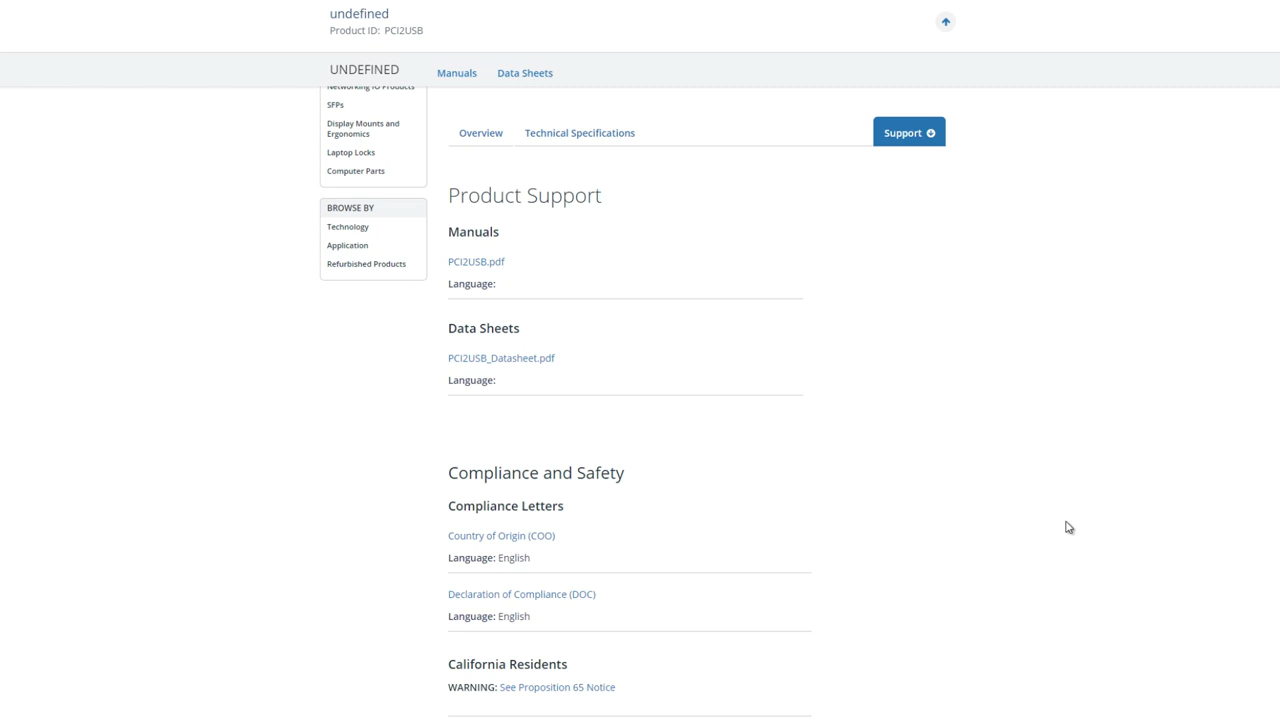 undefined
Product ID: PCI2USB
UNDEFINED
Manuals
Data Sheets
Networking IO Products
SFPs
Display Mounts and
Ergonomics
Laptop Locks
Computer Parts
BROWSE BY
Technology
Application
Refurbished Products
Overview
Technical Specifications
Support
Product Support
Manuals
PCI2USB.pdf
Language:
Data Sheets
PCI2USB_Datasheet.pdf
Language:
Compliance and Safety
Compliance Letters
Country of Origin (COO)
Language: English
Declaration of Compliance (DOC)
Language: English
California Residents
WARNING: See Proposition 65 Notice